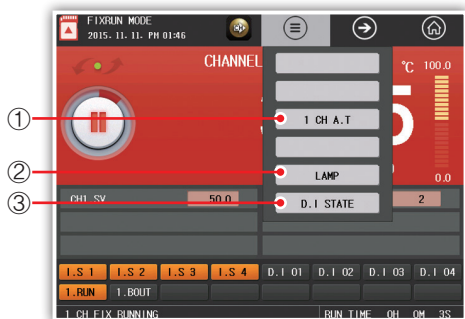 FIXRUN MODE
2015. 11. 11. PM 01:46
CHANNEL
℃ 100.0
5
0.0
① 1 CH A.T
② LAMP
③ D.I STATE
CH1 SV 50.0 2
I.S 1 I.S 2 I.S 3 I.S 4 D.I 01 D.I 02 D.I 03 D.I 04
1.RUN 1.BOUT
1 CH FIX RUNNING RUN TIME 0H 0M 3S